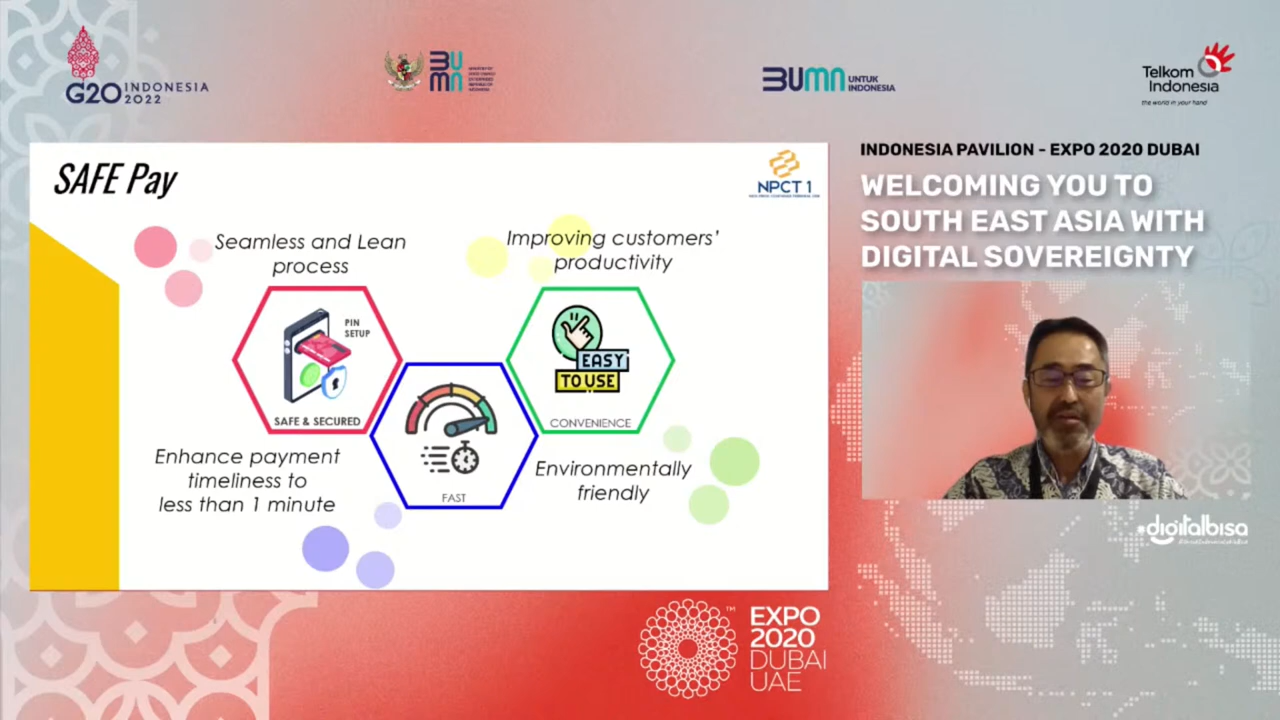 G20 INDONESIA
2022
BUMN
BUMN UNTUK
INDONESIA
Telkom
Indonesia
the world in your hand
INDONESIA PAVILION - EXPO 2020 DUBAI
WELCOMING YOU TO
SOUTH EAST ASIA WITH
DIGITAL SOVEREIGNTY
SAFE Pay
NPCT 1
Seamless and Lean
process
Improving customers'
productivity
PIN
SETUP
SAFE & SECURED
EASY
TO USE
CONVENIENCE
Enhance payment
timeliness to
less than 1 minute
FAST
Environmentally
friendly
digitalbisa
EXPO
2020
DUBAI
UAE
TM